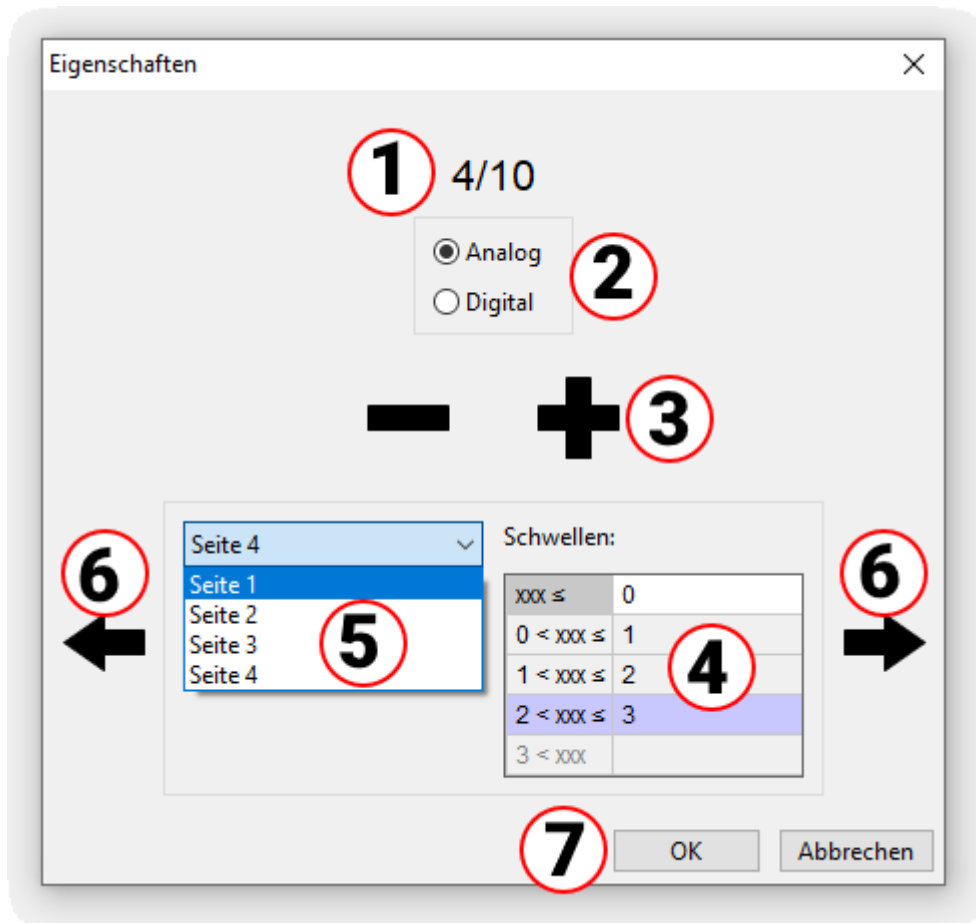 Eigenschaften
1 4/10
Analog
2
Digital
3
Seite 4
Schwellen:
6
6
Seite 1
Seite 2
Seite 3
Seite 4
5
xxx ≤ 0
0 < xxx ≤ 1
1 < xxx ≤ 2
2 < xxx ≤ 3
3 < xxx
4
7
OK
Abbrechen